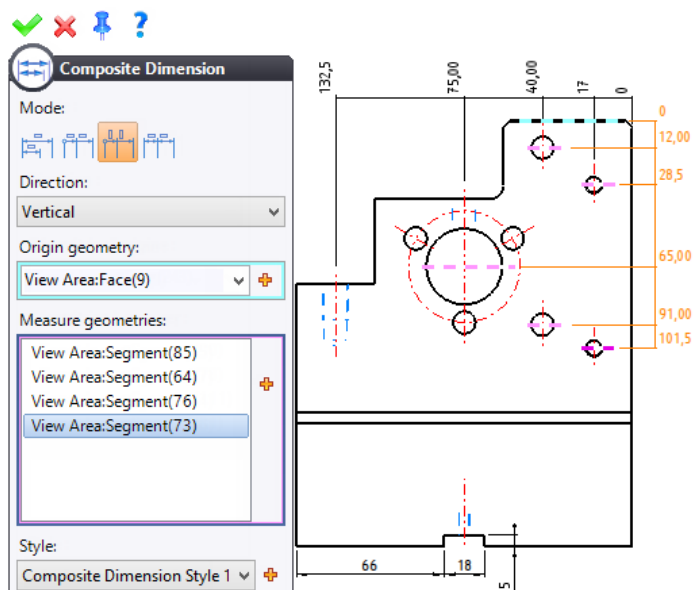 ?
Composite Dimension
Mode:
Direction:
Vertical
Origin geometry:
View Area:Face(9)
Measure geometries:
View Area:Segment(85)
View Area:Segment(64)
View Area:Segment(76)
View Area:Segment(73)
Style:
Composite Dimension Style 1
132,5
75,00
40,00
17
0
0
12,00
28,5
65,00
91,00
101,5
66
18
5